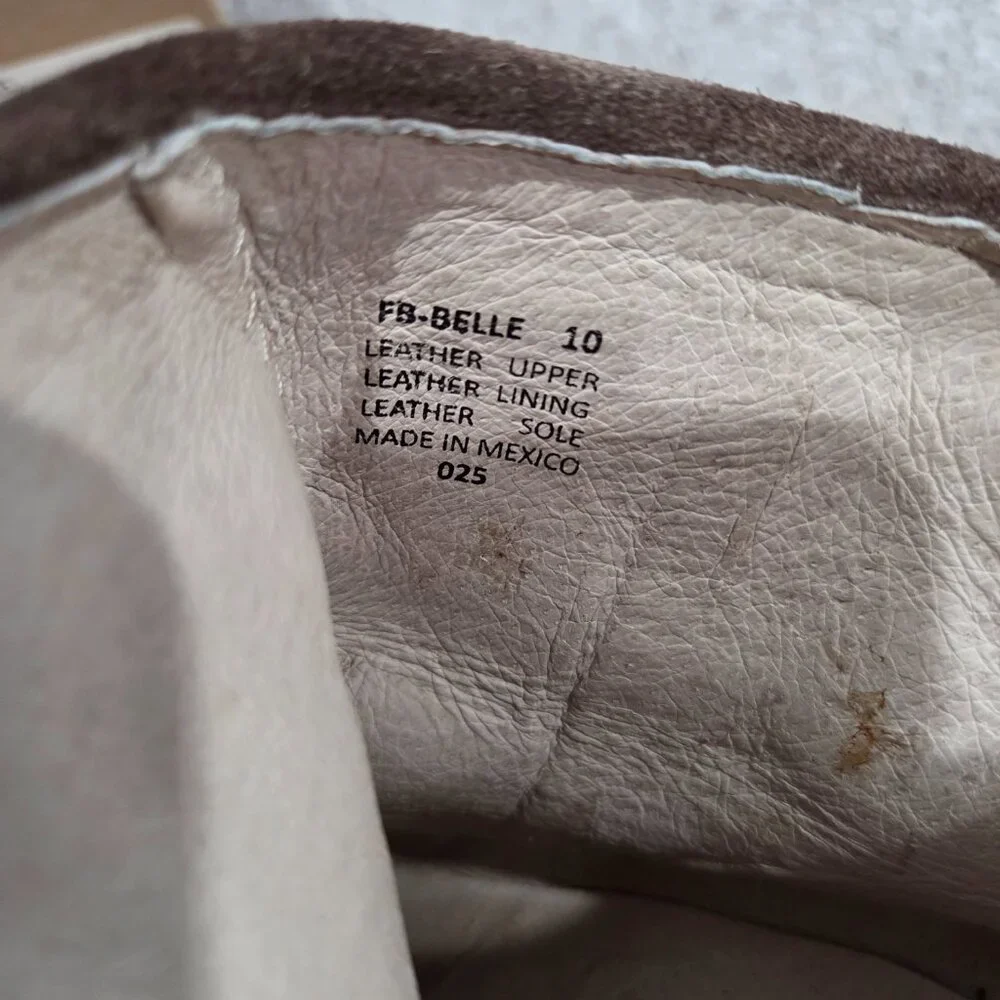 FB-BELLE 10
LEATHER UPPER
LEATHER LINING
LEATHER SOLE
MADE IN MEXICO
025